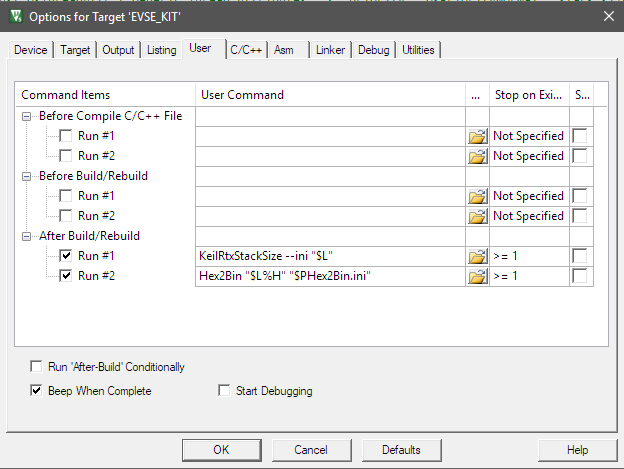 Options for Target 'EVSE_KIT'
Device Target Output Listing User C/C++ Asm Linker Debug Utilities
Command Items User Command ... Stop on Exi... S...
Before Compile C/C++ File
Run #1 Not Specified
Run #2 Not Specified
Before Build/Rebuild
Run #1 Not Specified
Run #2 Not Specified
After Build/Rebuild
Run #1 KeilRtxStackSize --ini "$L" >= 1
Run #2 Hex2Bin "$L%H" "$PHex2Bin.ini" >= 1
Run 'After-Build' Conditionally
Beep When Complete Start Debugging
OK Cancel Defaults Help